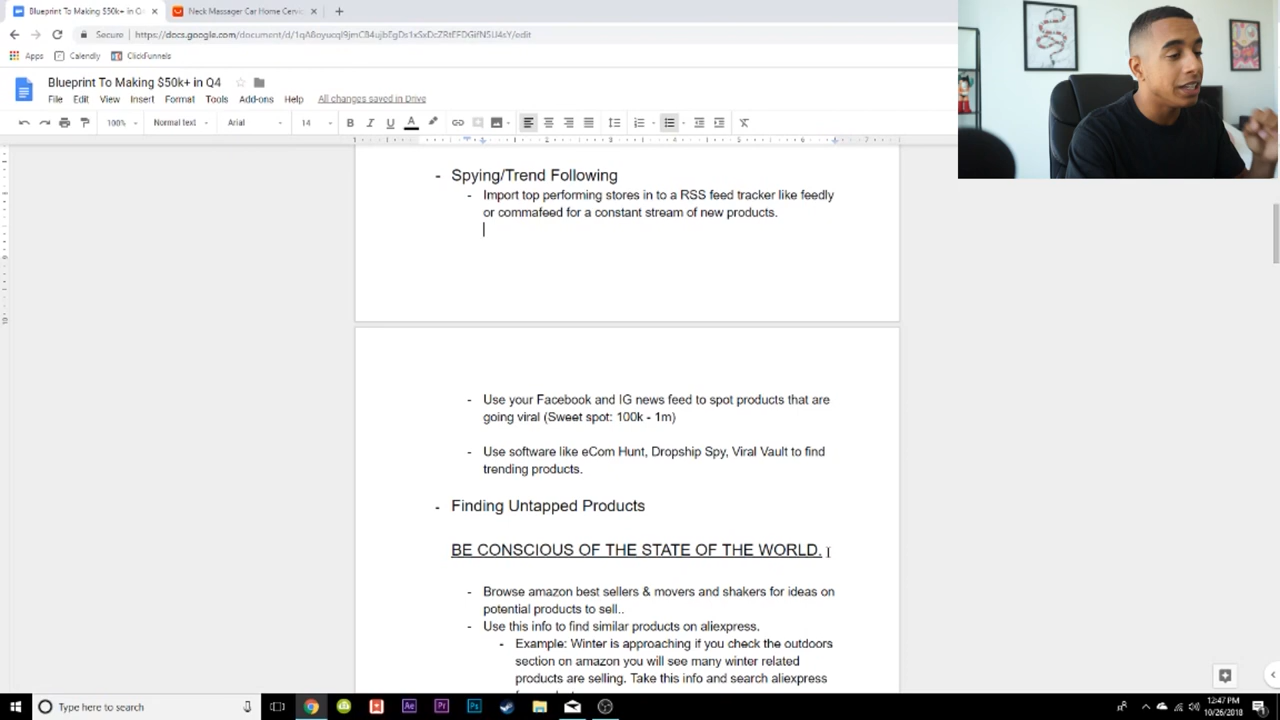 Blueprint To Making $50k+ in Q4
Neck Massager Car Home Cervic
Secure
Apps
Calendly
ClickFunnels
Blueprint To Making $50k+ in Q4
File Edit View Insert Format Tools Add-ons Help All changes saved in Drive
100% Normal text Arial 14
- Spying/Trend Following
- Import top performing stores in to a RSS feed tracker like feedly
or commafeed for a constant stream of new products.
- Use your Facebook and IG news feed to spot products that are
going viral (Sweet spot: 100k - 1m)
- Use software like eCom Hunt, Dropship Spy, Viral Vault to find
trending products.
- Finding Untapped Products
BE CONSCIOUS OF THE STATE OF THE WORLD.
- Browse amazon best sellers & movers and shakers for ideas on
potential products to sell..
- Use this info to find similar products on aliexpress.
- Example: Winter is approaching if you check the outdoors
section on amazon you will see many winter related
products are selling. Take this info and search aliexpress
Type here to search
12:47 PM
10/26/2018